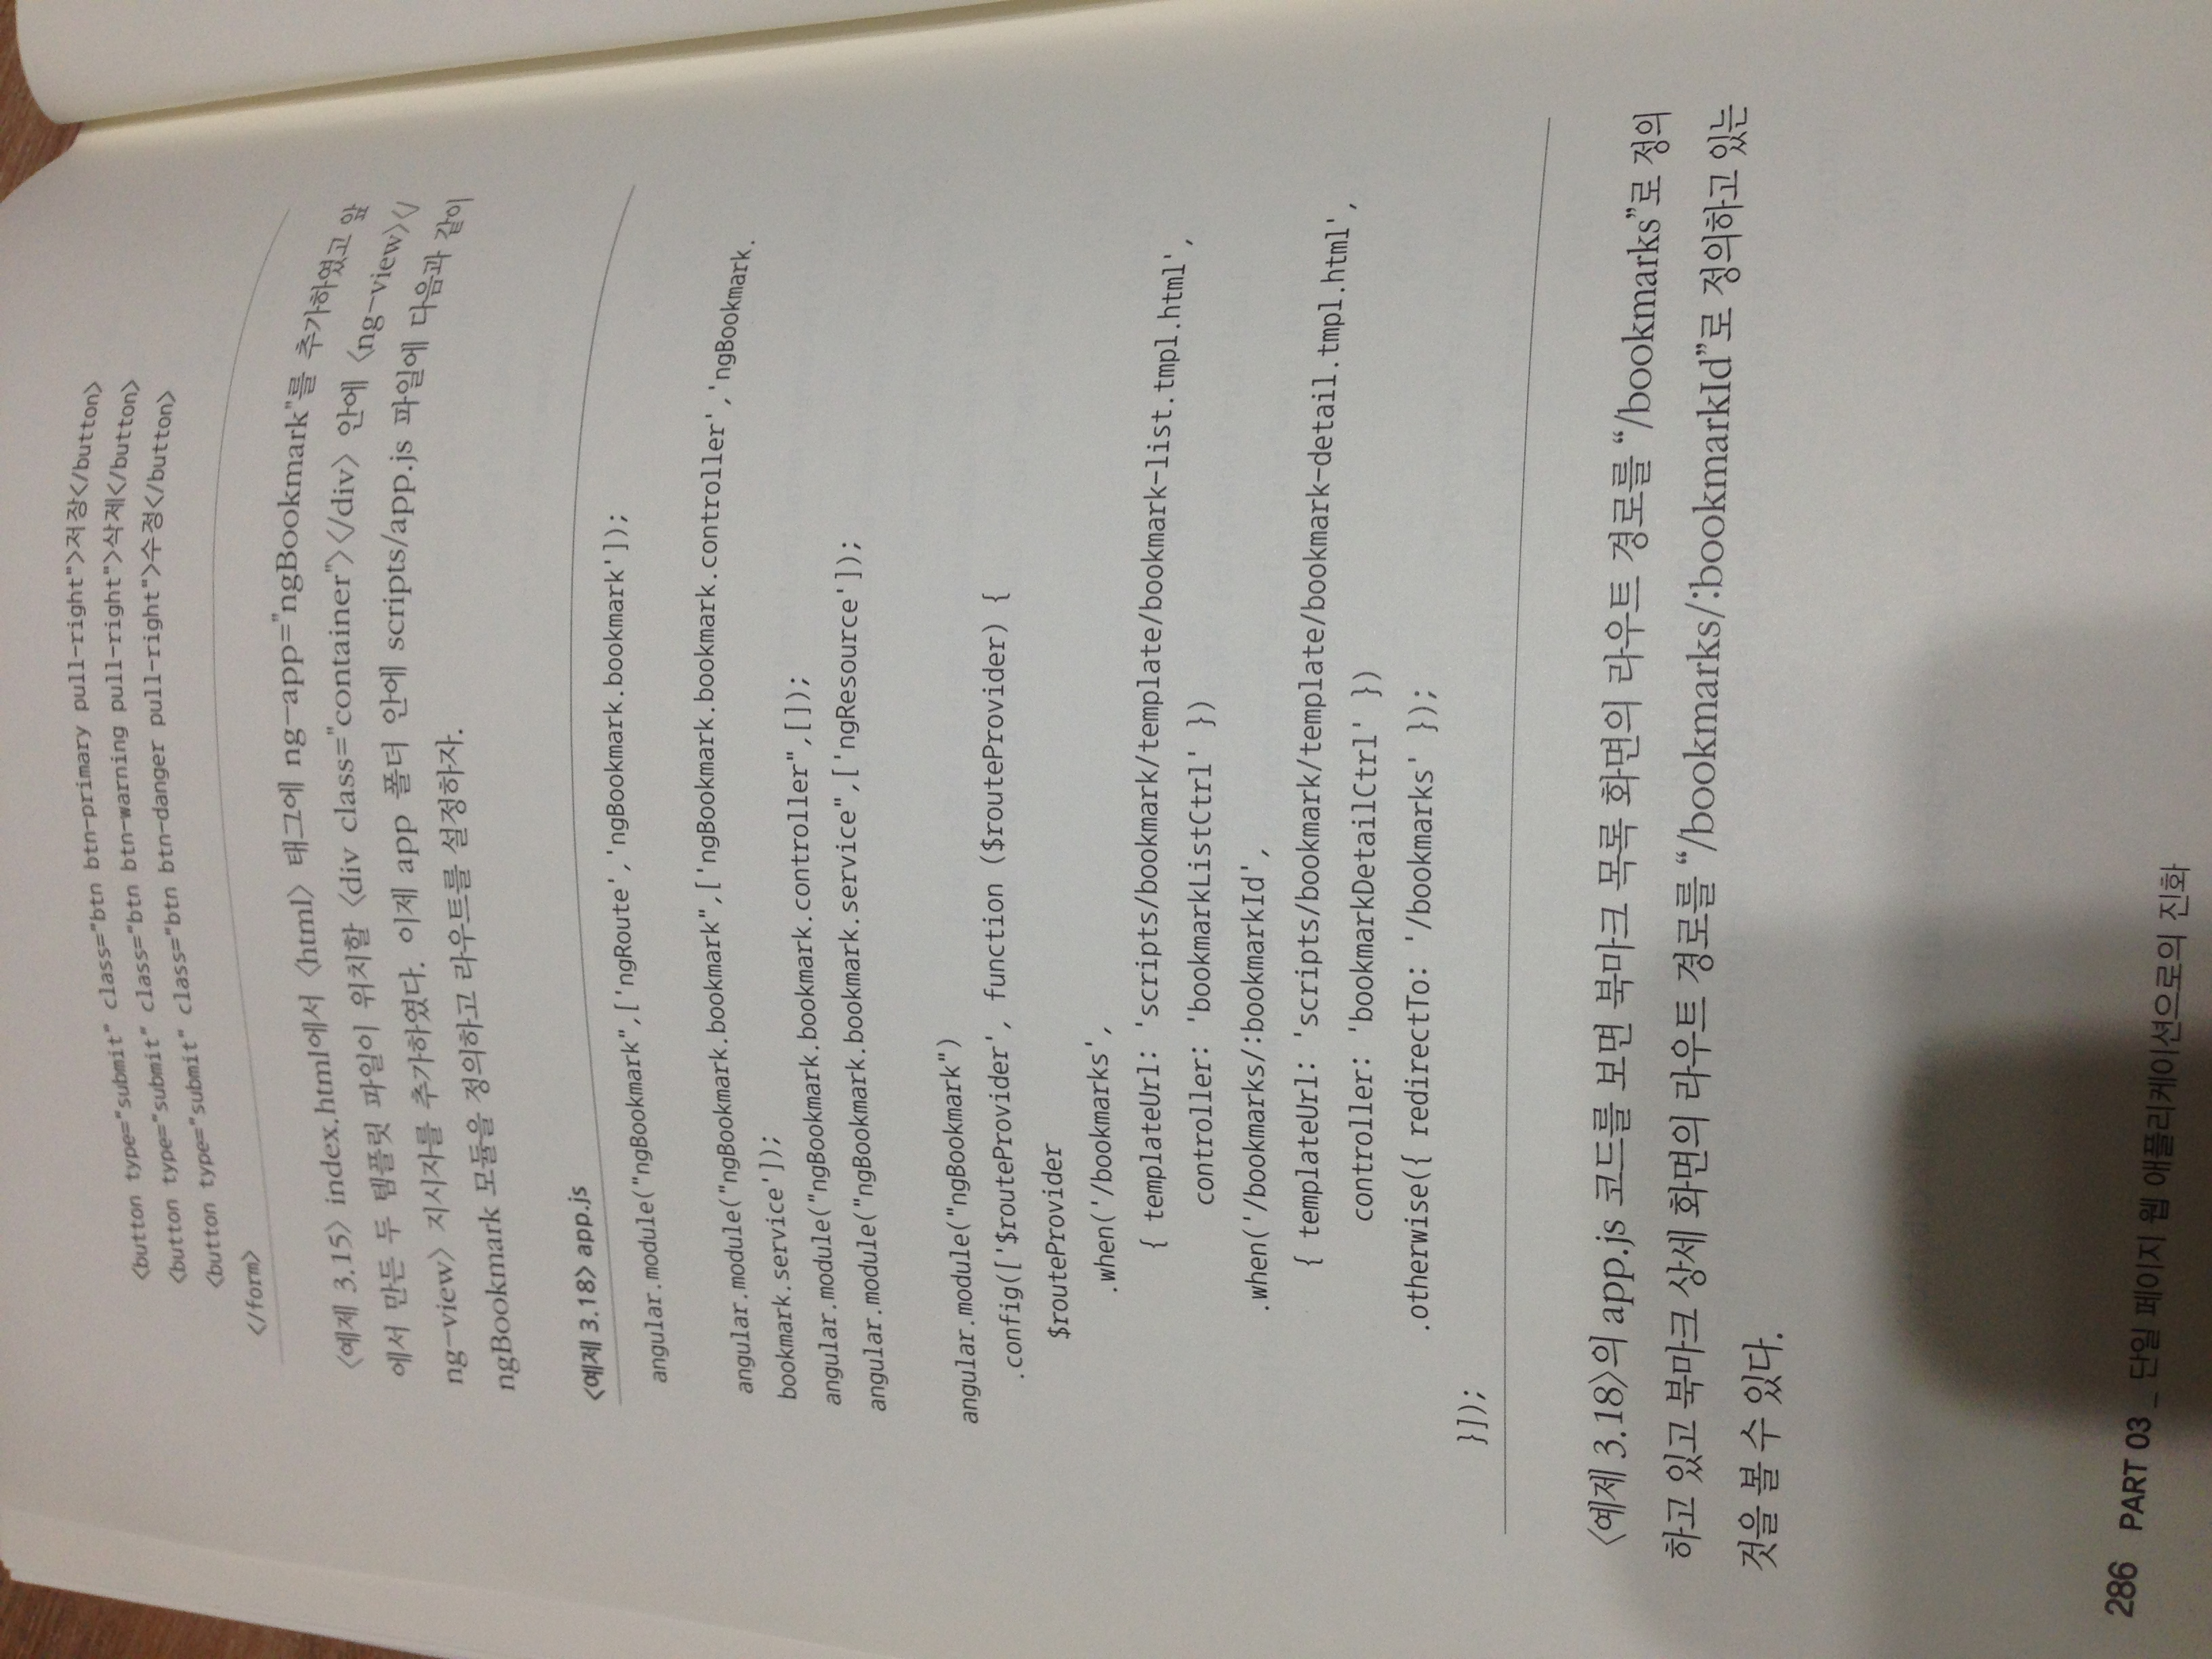 <button type="submit" class="btn btn-primary pull-right">저장</button>
<button type="submit" class="btn btn-warning pull-right">삭제</button>
<button type="submit" class="btn btn-danger pull-right">수정</button>
</form>
〈예제 3.15〉 index.html에서 〈html〉 태그에 ng-app="ngBookmark"를 추가하였고 앞
에서 만든 두 템플릿 파일이 위치할 〈div class="container"〉〈/div〉 안에 〈ng-view〉〈/
ng-view〉 지시자를 추가하였다. 이제 app 폴더 안에 scripts/app.js 파일에 다음과 같이
ngBookmark 모듈을 정의하고 라우트를 설정하자.
<예제 3.18> app.js
angular.module("ngBookmark",['ngRoute','ngBookmark.bookmark']);
angular.module("ngBookmark.bookmark",['ngBookmark.bookmark.controller','ngBookmark.
bookmark.service']);
angular.module("ngBookmark.bookmark.controller",[]);
angular.module("ngBookmark.bookmark.service",['ngResource']);
angular.module("ngBookmark")
.config(['$routeProvider', function ($routeProvider) {
$routeProvider
.when('/bookmarks',
{ templateUrl: 'scripts/bookmark/template/bookmark-list.tmpl.html',
controller: 'bookmarkListCtrl' })
.when('/bookmarks/:bookmarkId',
{ templateUrl: 'scripts/bookmark/template/bookmark-detail.tmpl.html',
controller: 'bookmarkDetailCtrl' })
.otherwise({ redirectTo: '/bookmarks' });
}]);
〈예제 3.18〉의 app.js 코드를 보면 북마크 목록 화면의 라우트 경로를 “/bookmarks”로 정의
하고 있고 북마크 상세 화면의 라우트 경로를 “/bookmarks/:bookmarkId”로 정의하고 있는
것을 볼 수 있다.
286 PART 03 _ 단일 페이지 웹 애플리케이션으로의 진화